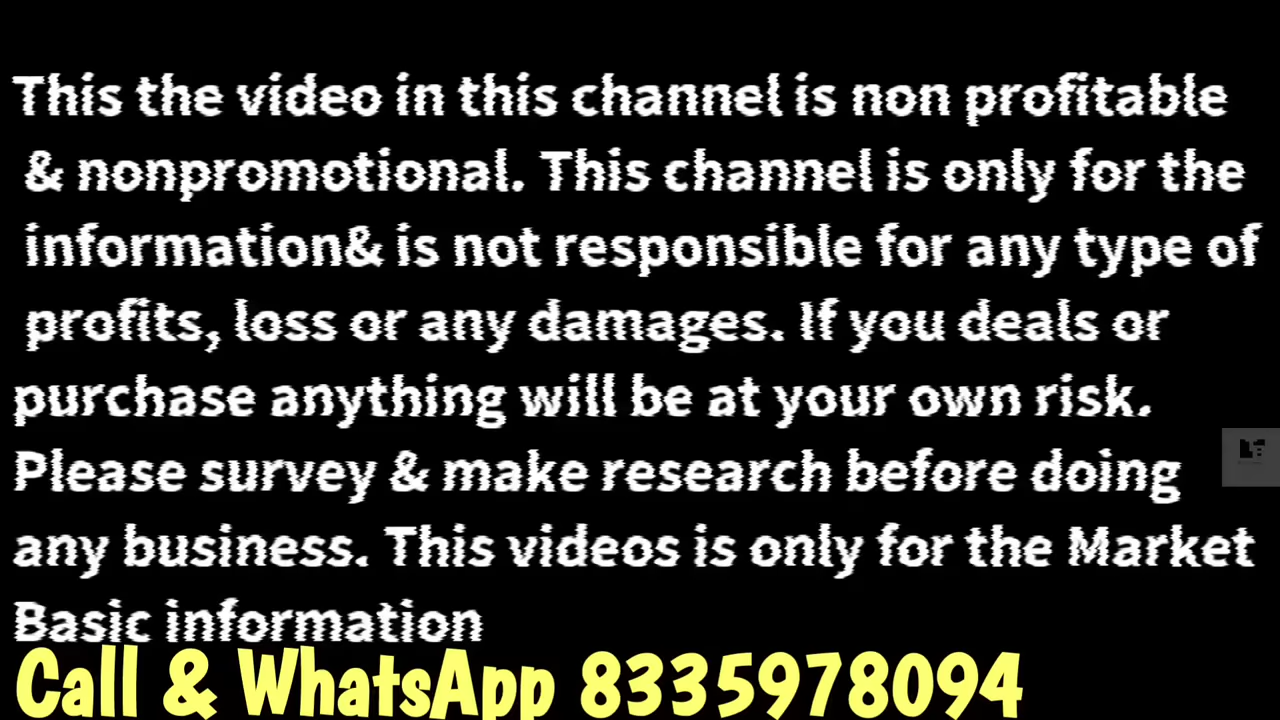 This the video in this channel is non profitable
& nonpromotional. This channel is only for the
information& is not responsible for any type of
profits, loss or any damages. If you deals or
purchase anything will be at your own risk.
Please survey & make research before doing
any business. This videos is only for the Market
Basic information
Call & WhatsApp 8335978094